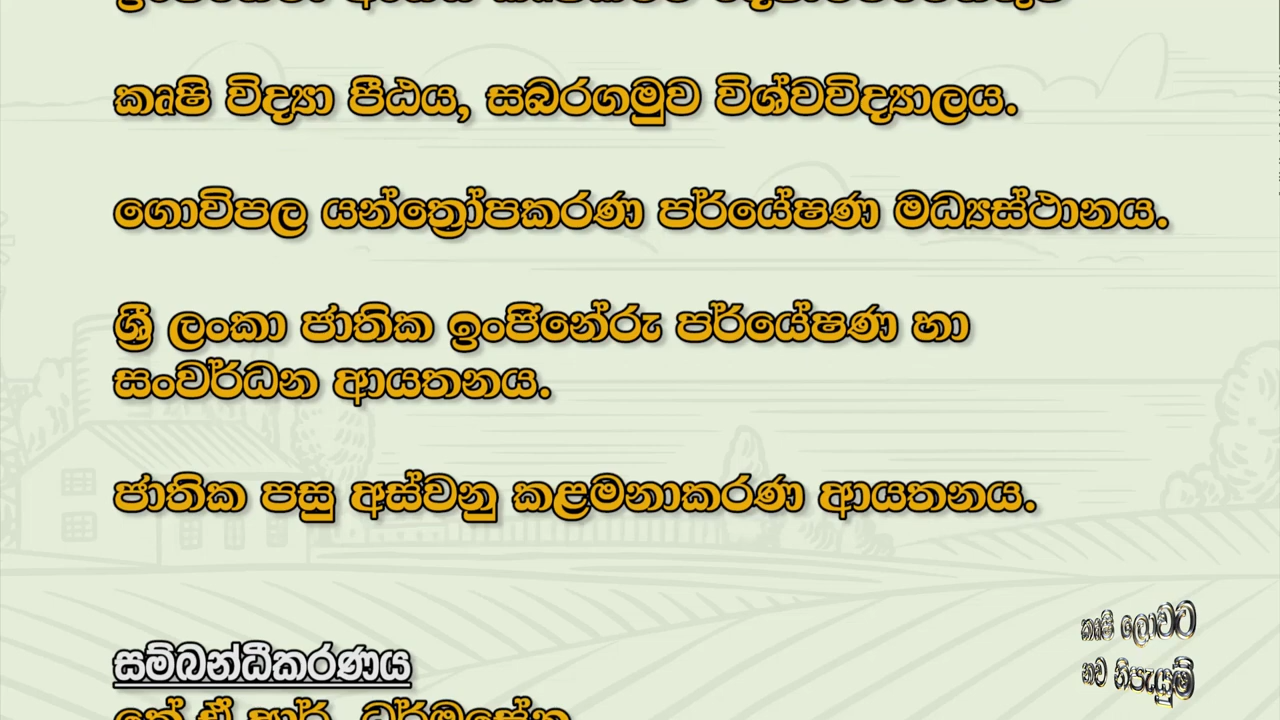 කෘෂි විද්‍යා පීඨය, සබරගමුව විශ්වවිද්‍යාලය.
ගොවිපල යන්ත්‍රෝපකරණ පර්යේෂණ මධ්‍යස්ථානය.
ශ්‍රී ලංකා ජාතික ඉංජිනේරු පර්යේෂණ හා
සංවර්ධන ආයතනය.
ජාතික පසු අස්වනු කළමනාකරණ ආයතනය.
සම්බන්ධීකරණය
කෘෂි ලොවට
නව නිපැයුම්